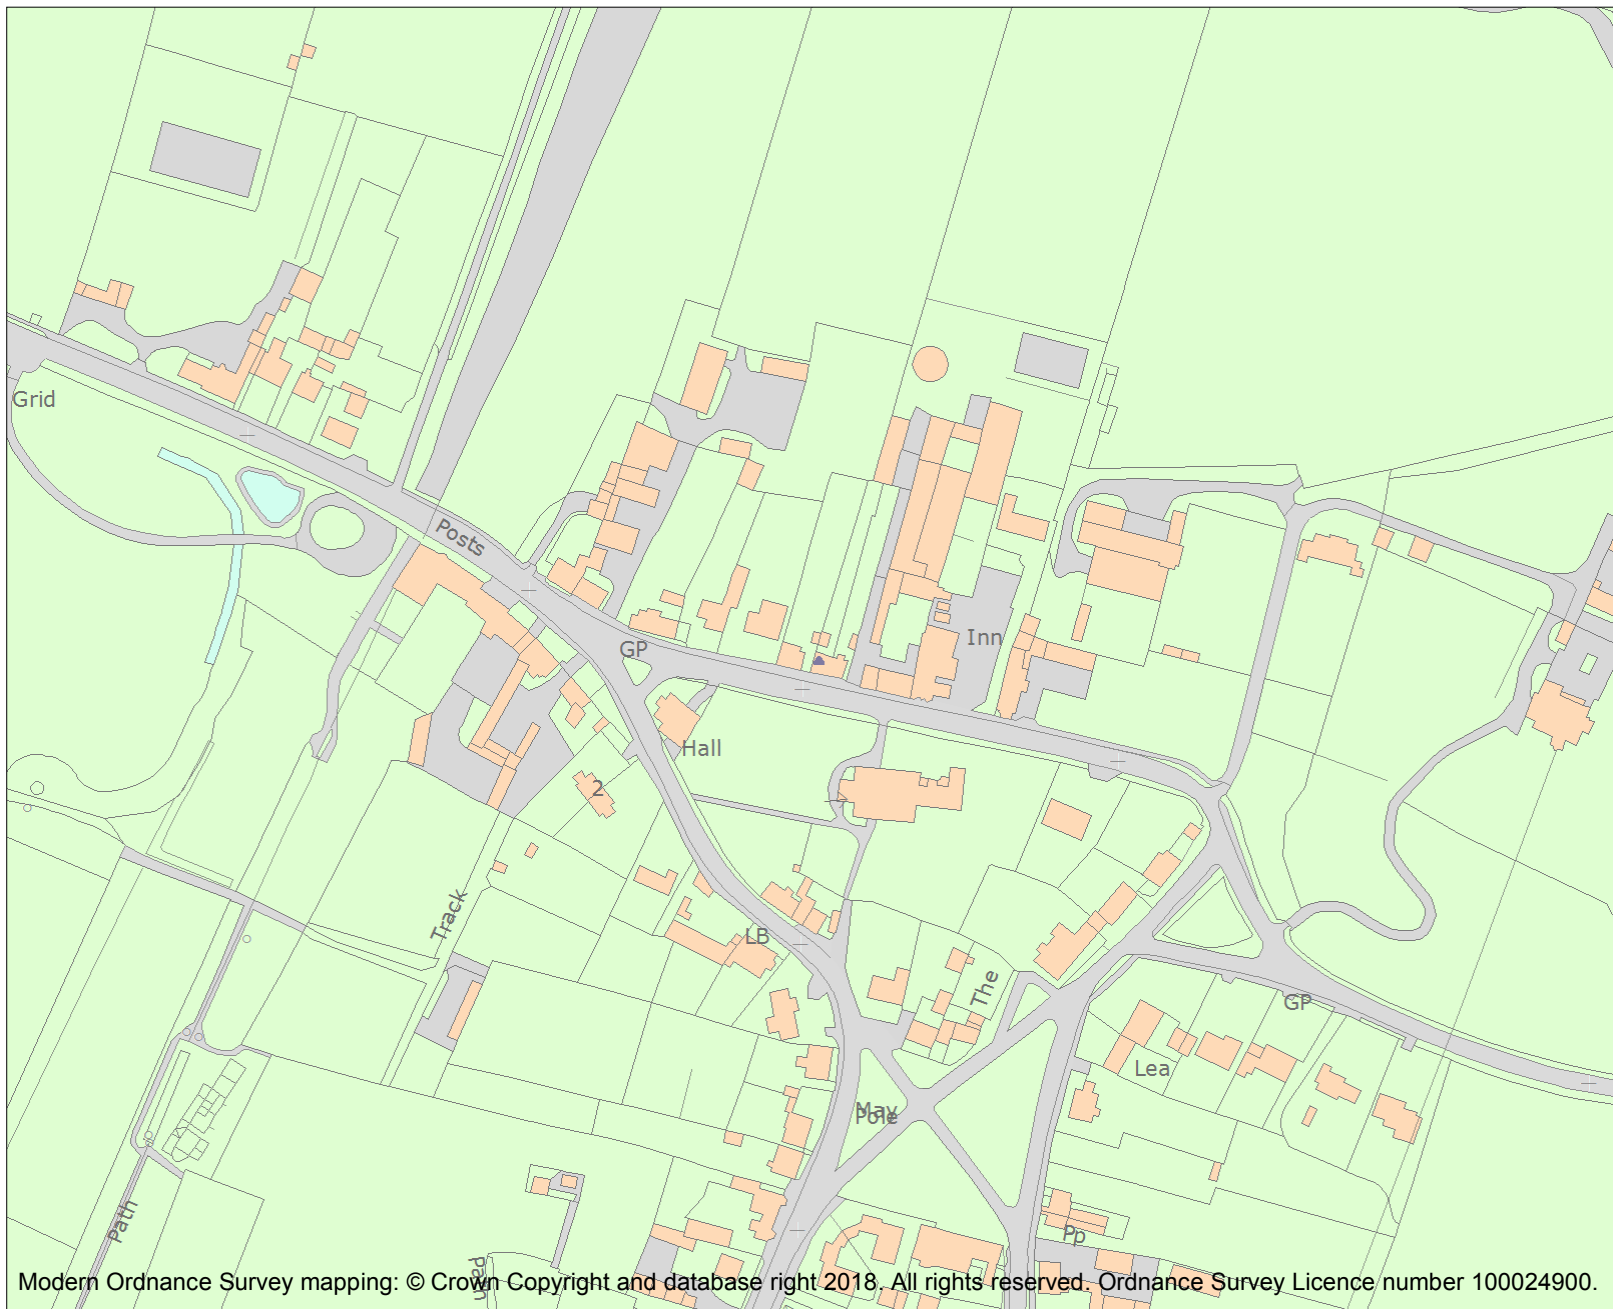 Grid
Posts
GP
Inn
Hall
2
Track
LB
The
GP
Lea
May
Pole
Path
Pp
Path
Modern Ordnance Survey mapping: © Crown Copyright and database right 2018. All rights reserved. Ordnance Survey Licence number 100024900.